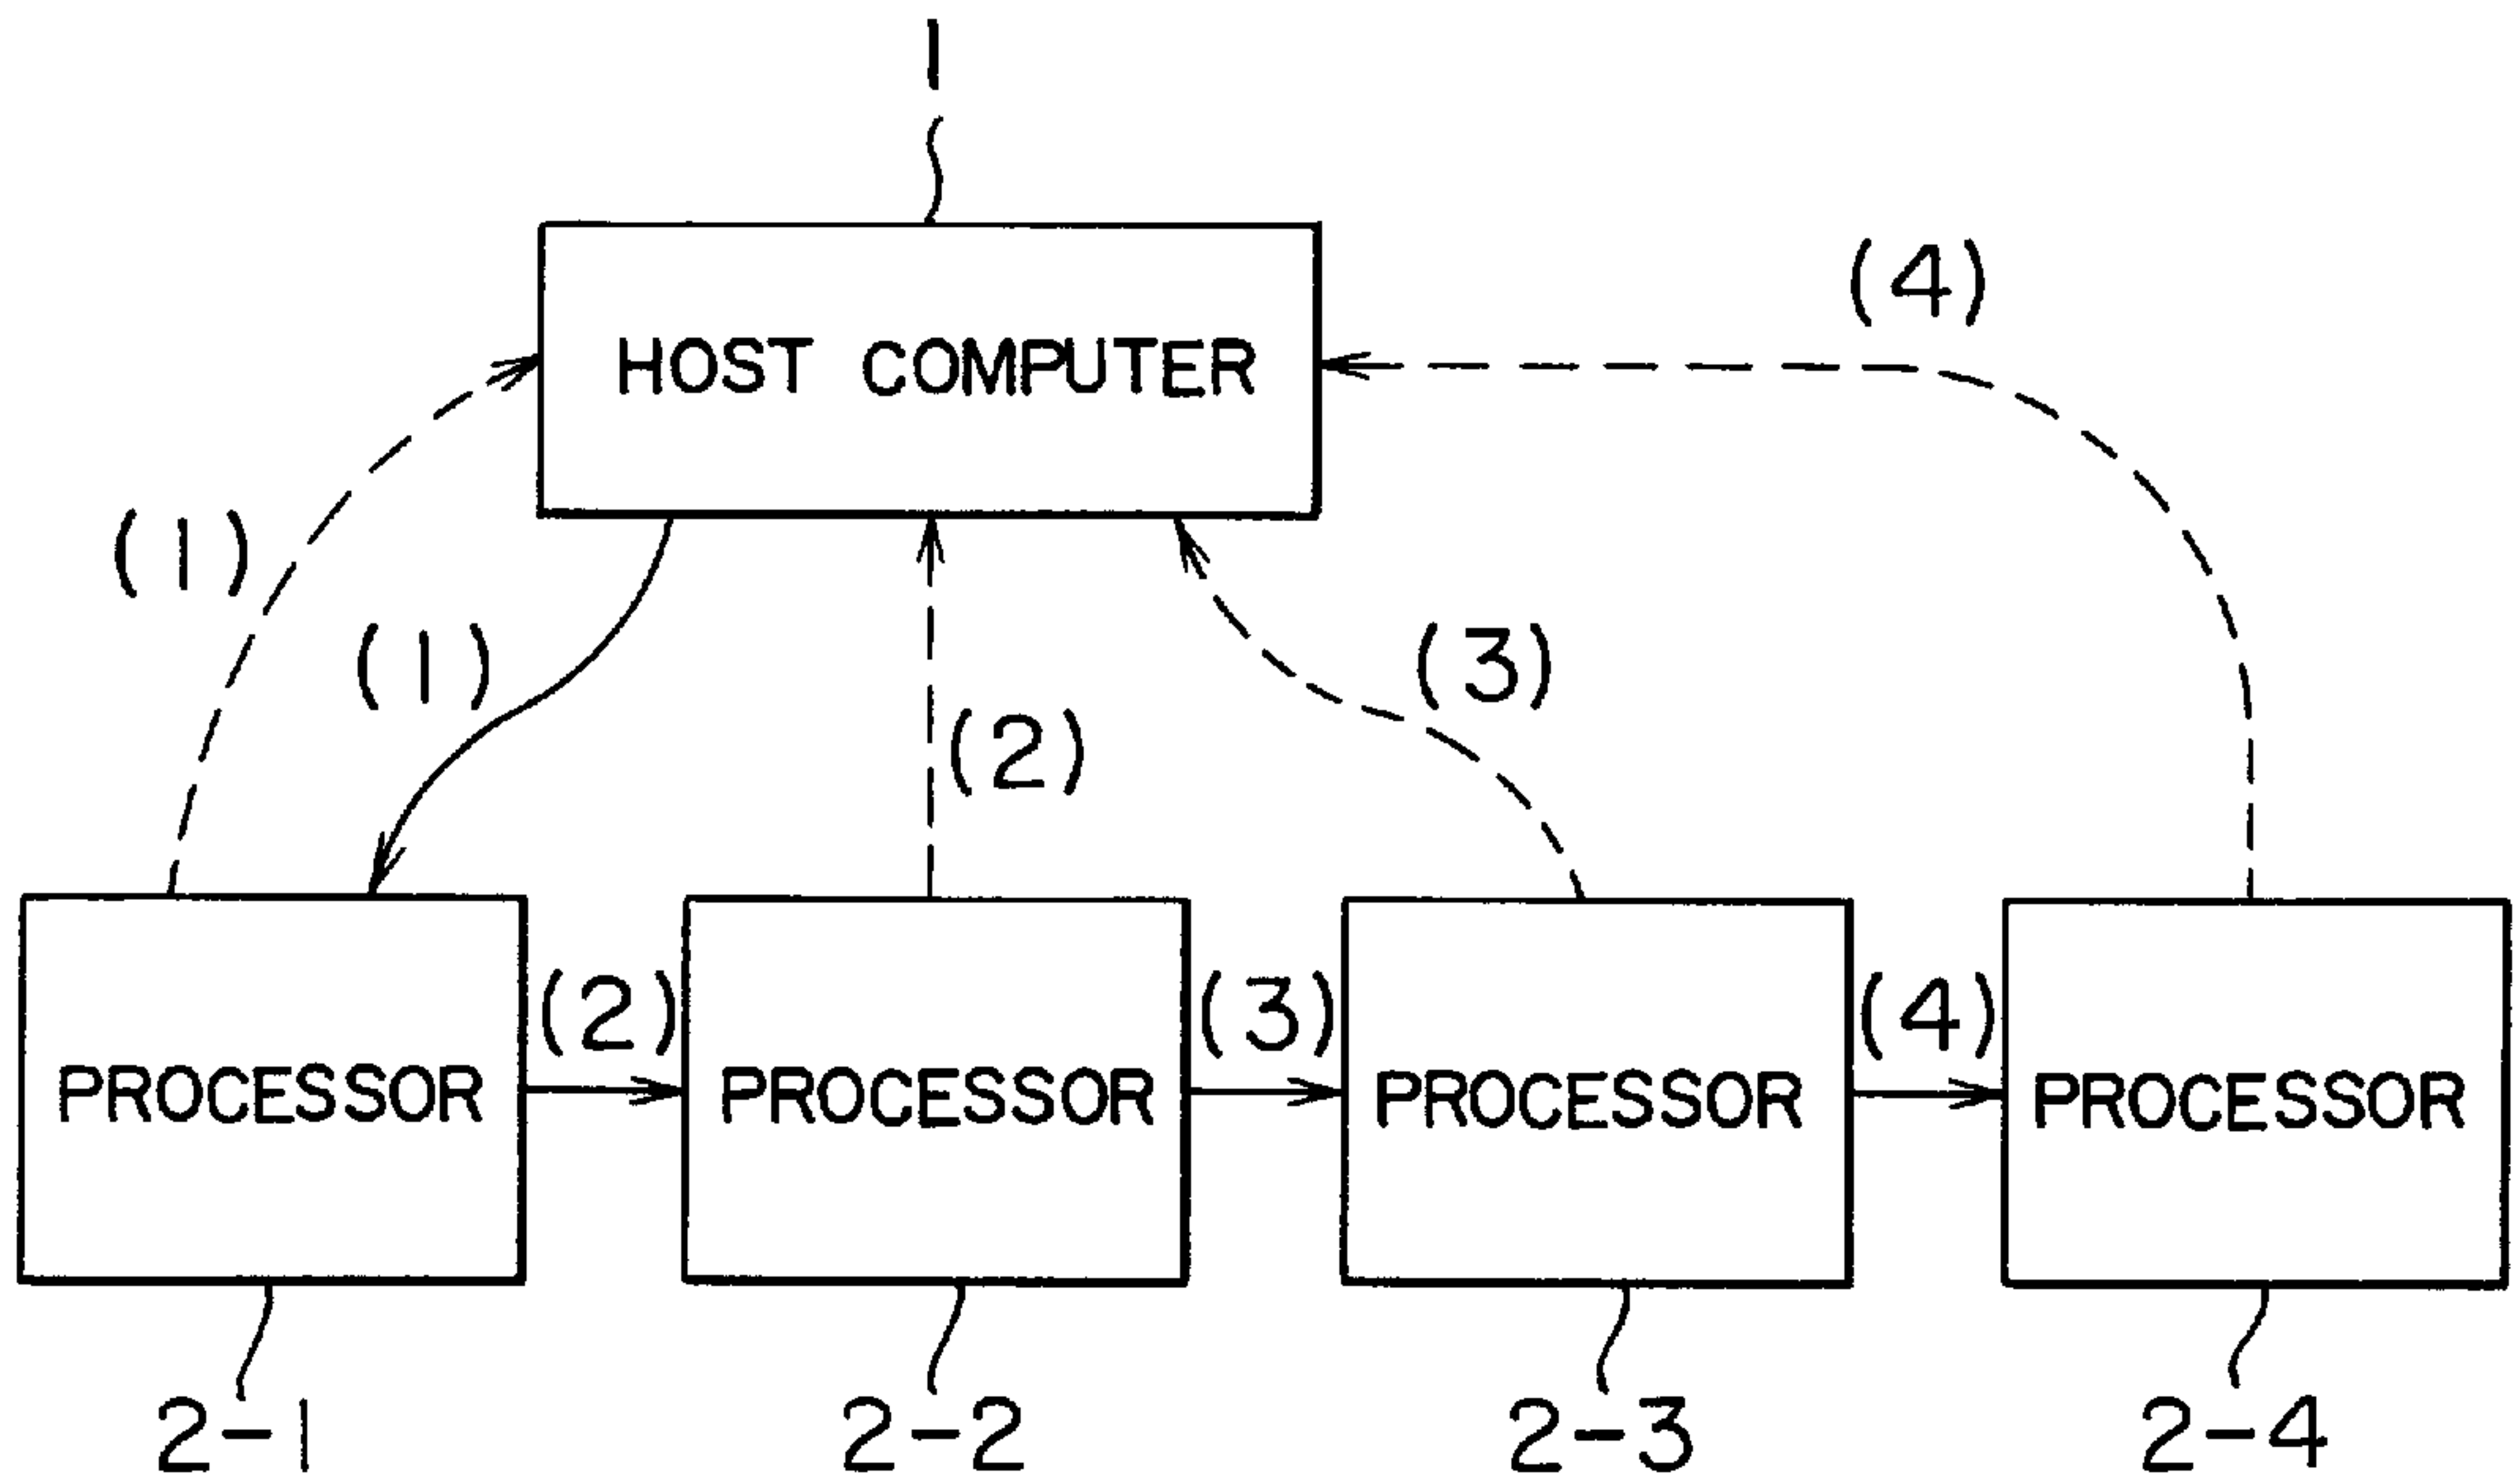 1
(4)
HOST COMPUTER
(1)
(1)
(3)
(2)
(2)
(3)
(4)
PROCESSOR
PROCESSOR
PROCESSOR
PROCESSOR
2-1
2-2
2-3
2-4